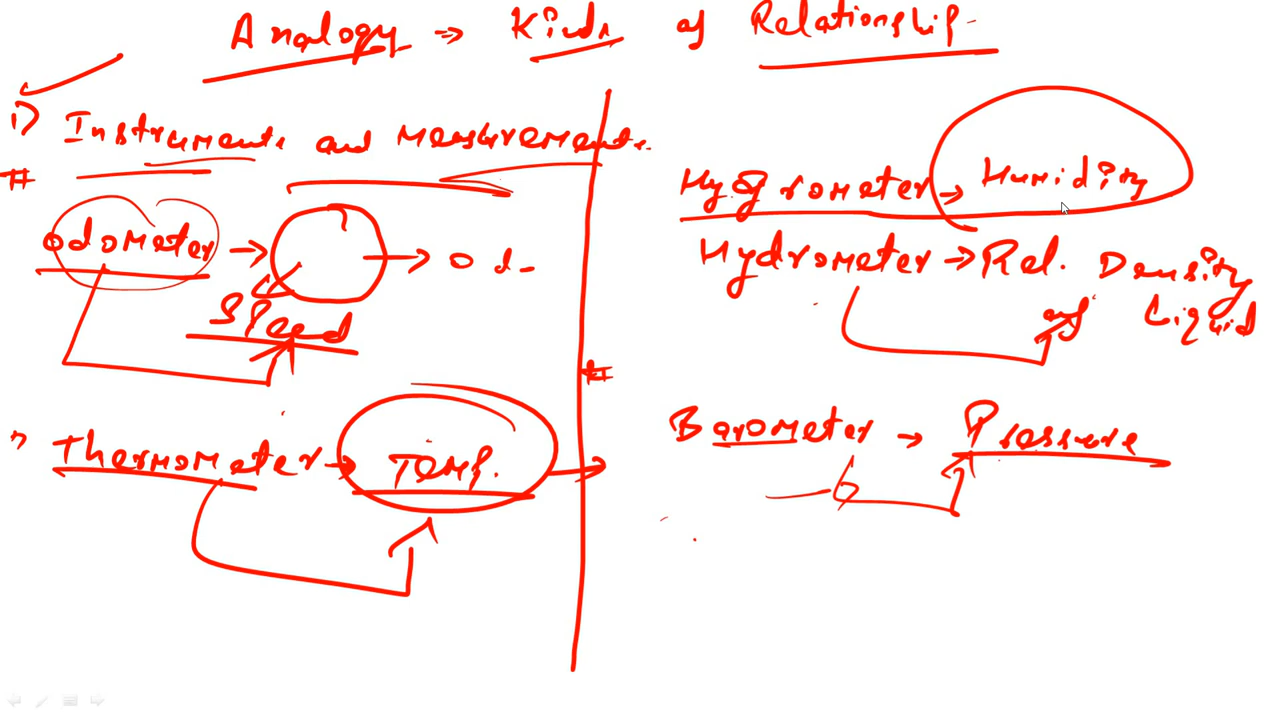 Analogy ⇒ Kinds of Relationship
1) Instruments and Measurements.
#
odometer → → o d -
Speed
" Thermometer → Temp. →
Hygrometer → Humidity
Hydrometer → Rel. Density
of Liquid
#
Barometer → Pressure